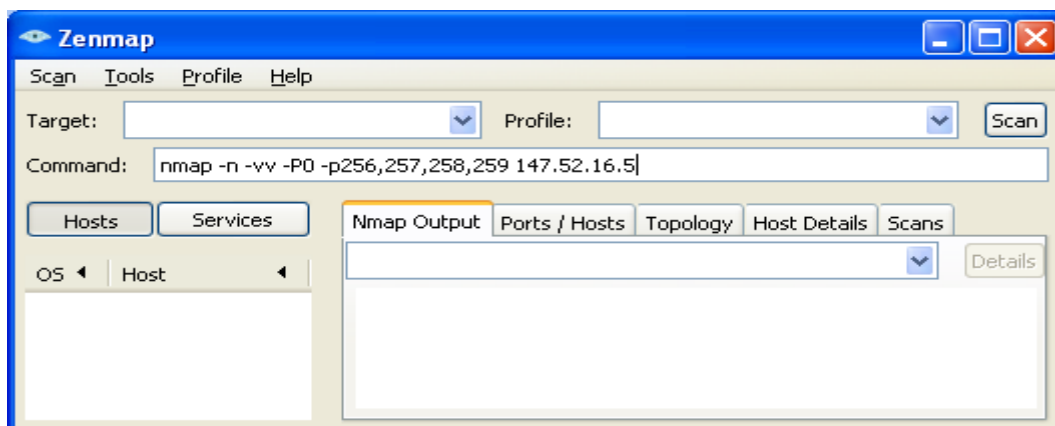 Zenmap
Scan Tools Profile Help
Target: Profile: Scan
Command: nmap -n -vv -P0 -p256,257,258,259 147.52.16.5
Hosts Services Nmap Output Ports / Hosts Topology Host Details Scans
Details
OS Host